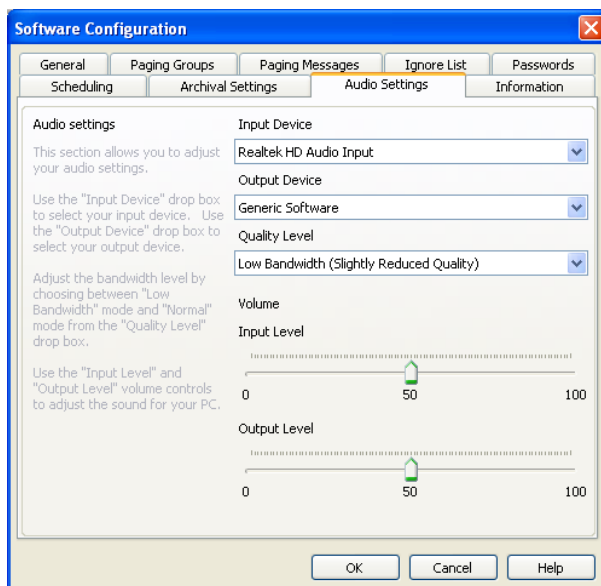 Software Configuration
General
Paging Groups
Paging Messages
Ignore List
Passwords
Scheduling
Archival Settings
Audio Settings
Information
Audio settings
This section allows you to adjust
your audio settings.
Use the "Input Device" drop box
to select your input device. Use
the "Output Device" drop box to
select your output device.
Adjust the bandwidth level by
choosing between "Low
Bandwidth" mode and "Normal"
mode from the "Quality Level"
drop box.
Use the "Input Level" and
"Output Level" volume controls
to adjust the sound for your PC.
Input Device
Realtek HD Audio Input
Output Device
Generic Software
Quality Level
Low Bandwidth (Slightly Reduced Quality)
Volume
Input Level
0 50 100
Output Level
0 50 100
OK
Cancel
Help